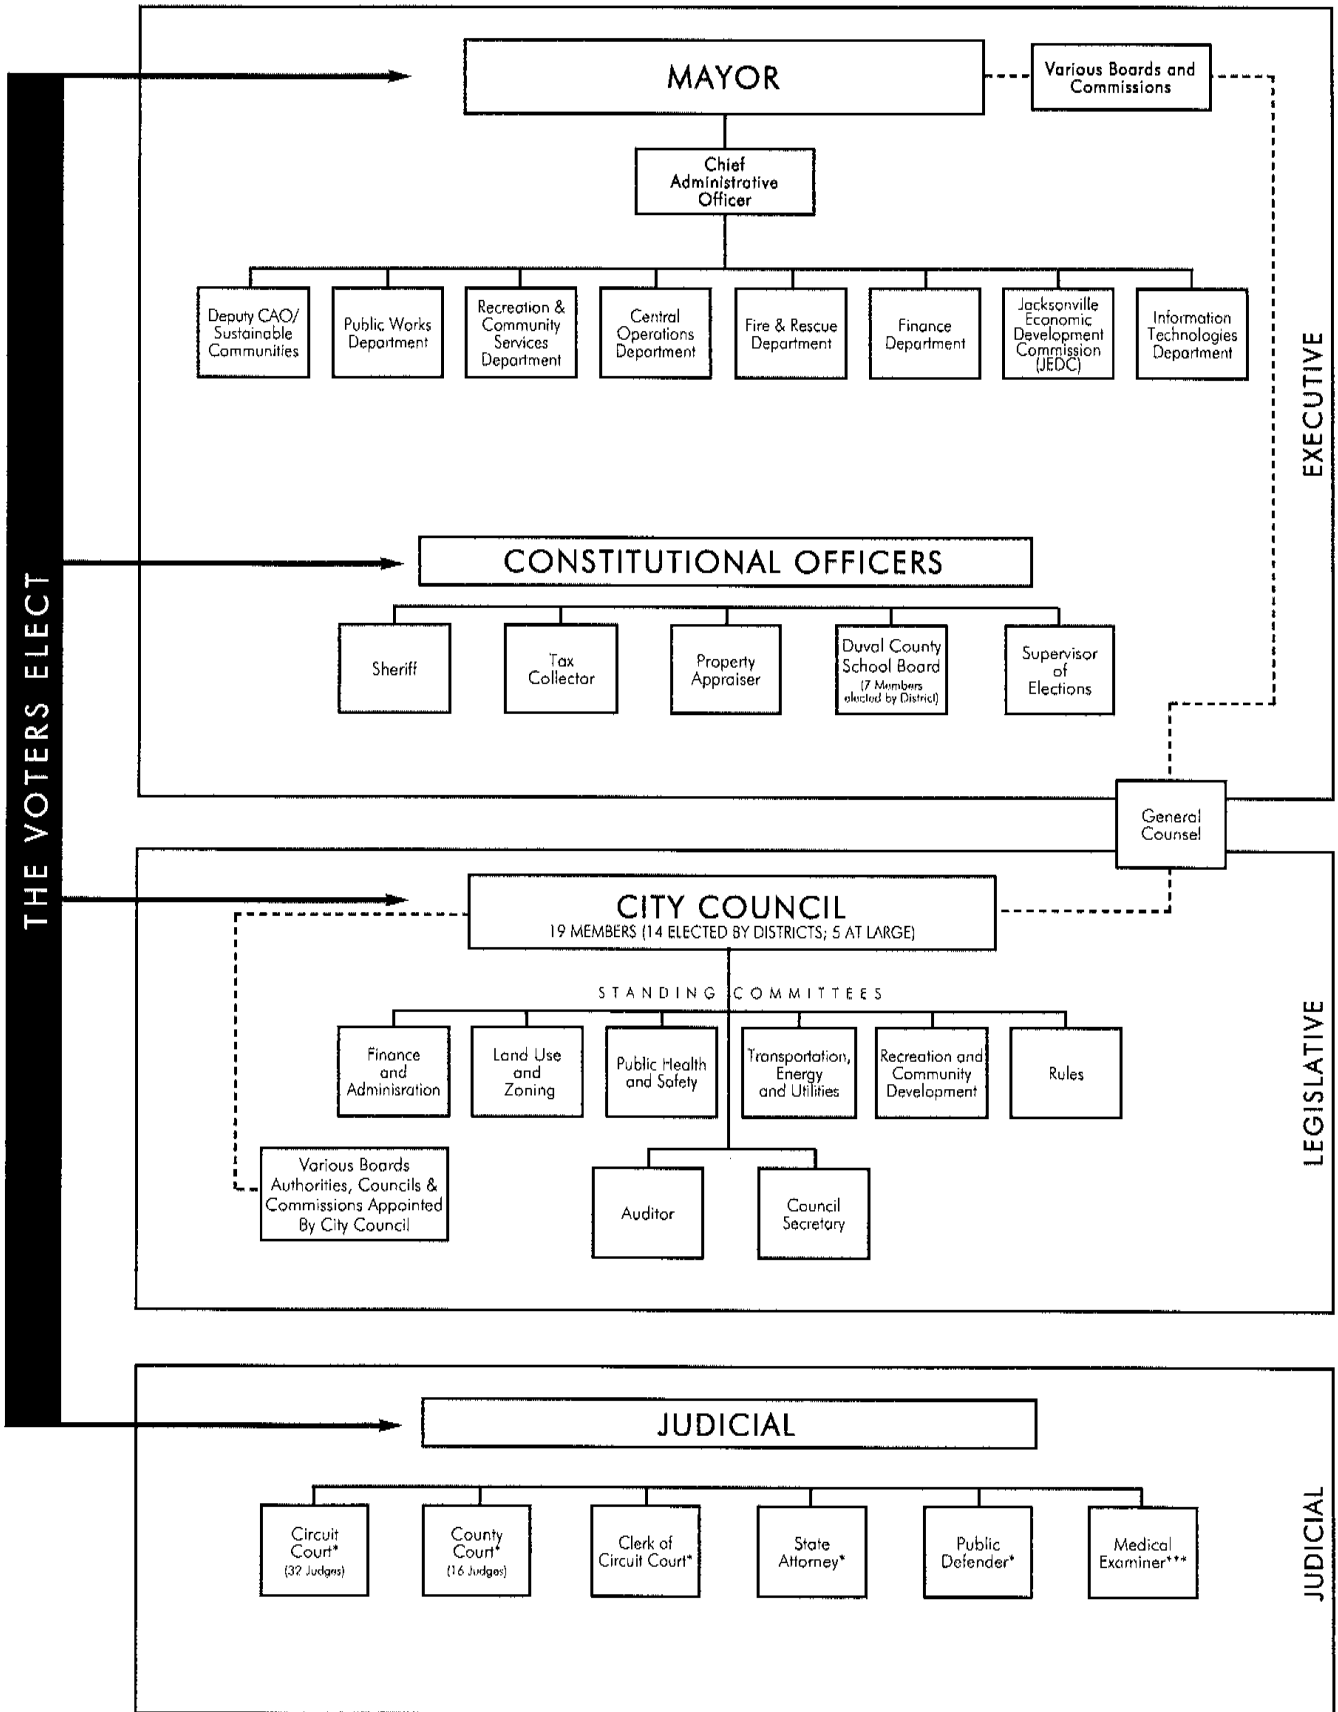 THE VOTERS ELECT
MAYOR
Various Boards and
Commissions
Chief
Administrative
Officer
Deputy CAO/
Sustainable
Communities
Public Works
Department
Recreation &
Community
Services
Department
Central
Operations
Department
Fire & Rescue
Department
Finance
Department
Jacksonville
Economic
Development
Commission
(JEDC)
Information
Technologies
Department
EXECUTIVE
CONSTITUTIONAL OFFICERS
Sheriff
Tax
Collector
Property
Appraiser
Duval County
School Board
(7 Members
elected by District)
Supervisor
of
Elections
General
Counsel
CITY COUNCIL
19 MEMBERS (14 ELECTED BY DISTRICTS; 5 AT LARGE)
STANDING COMMITTEES
Finance
and
Adminisration
Land Use
and
Zoning
Public Health
and Safety
Transportation,
Energy
and Utilities
Recreation and
Community
Development
Rules
LEGISLATIVE
Various Boards
Authorities, Councils &
Commissions Appointed
By City Council
Auditor
Council
Secretary
JUDICIAL
Circuit
Court*
(32 Judges)
County
Court*
(16 Judges)
Clerk of
Circuit Court*
State
Attorney*
Public
Defender*
Medical
Examiner***
JUDICIAL